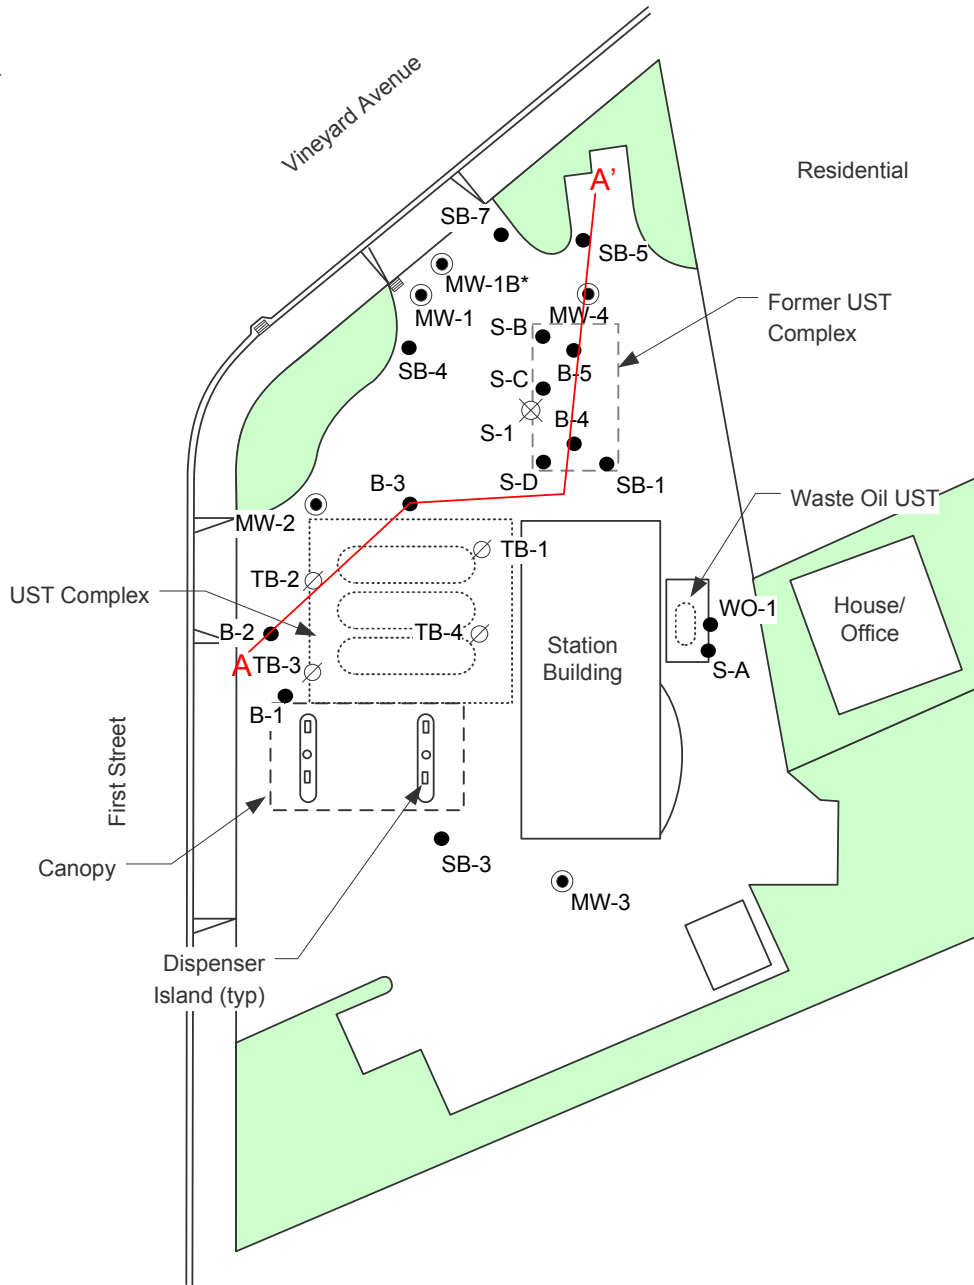 Vineyard Avenue
Residential
A'
SB-7
SB-5
MW-1B*
MW-1
MW-4
Former UST
Complex
S-B
SB-4
B-5
S-C
S-1
B-4
S-D
SB-1
B-3
Waste Oil UST
MW-2
TB-1
TB-2
UST Complex
WO-1
House/
Office
B-2
TB-4
Station
Building
A
TB-3
S-A
B-1
First Street
Canopy
SB-3
MW-3
Dispenser
Island (typ)